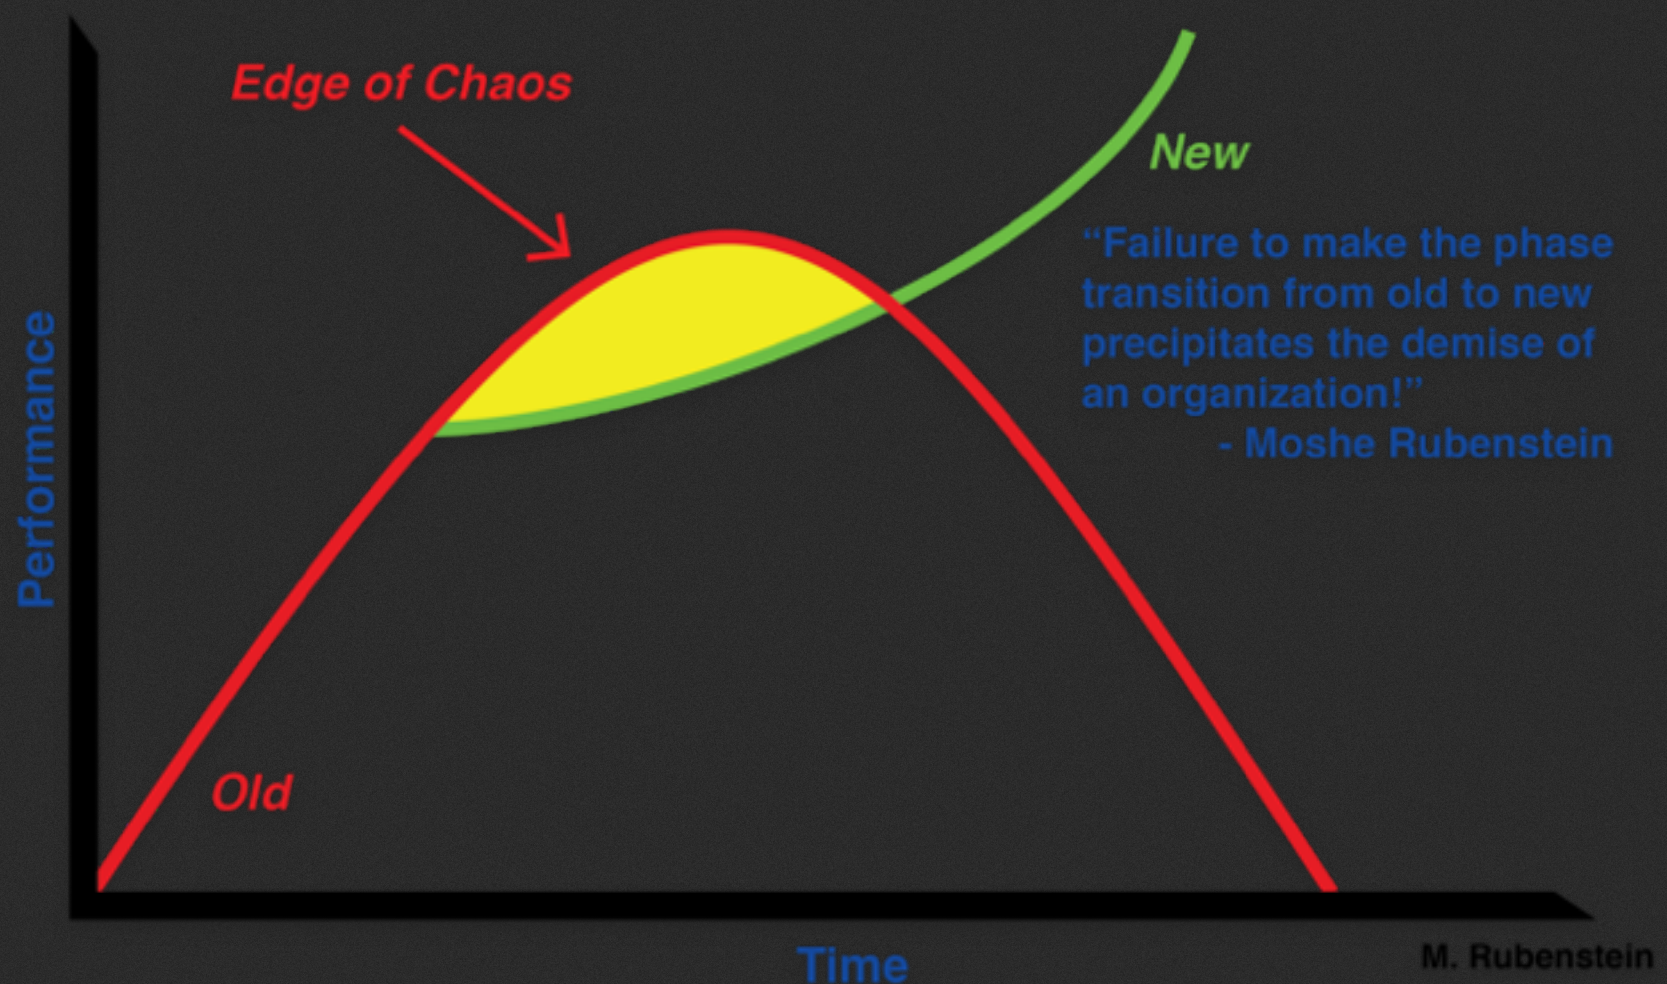 Edge of Chaos
New
“Failure to make the phase
transition from old to new
precipitates the demise of
an organization!”
- Moshe Rubenstein
Performance
Old
Time
M. Rubenstein